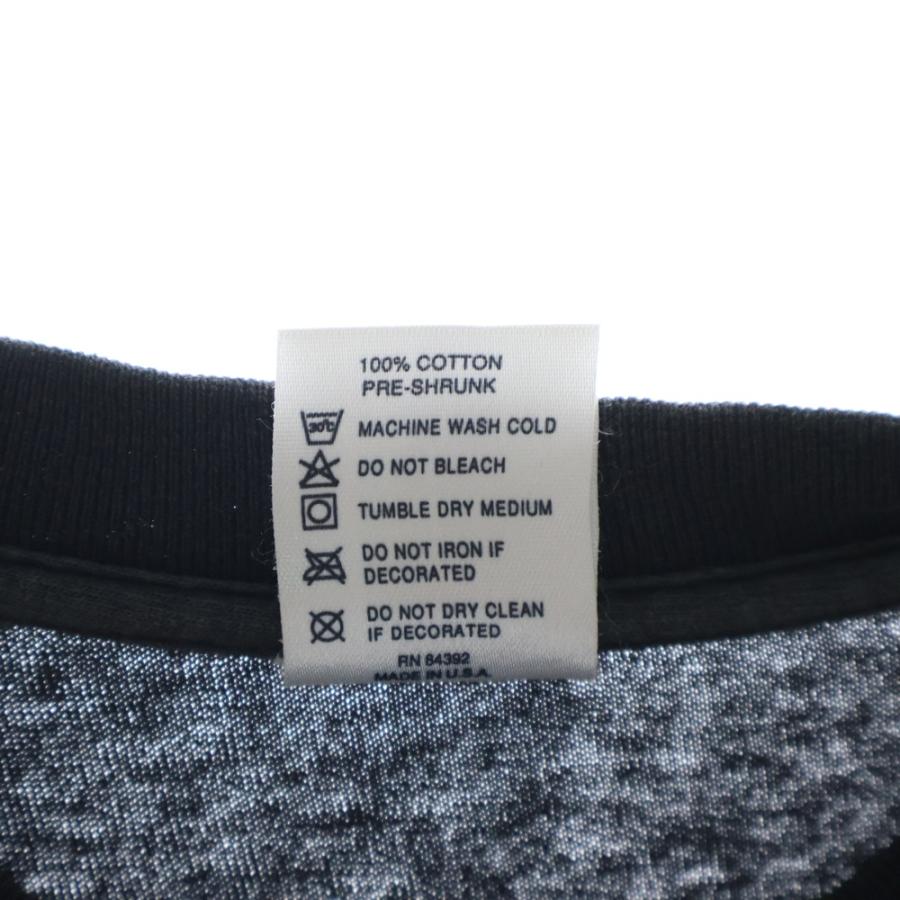 100% COTTON
PRE-SHRUNK
30°C MACHINE WASH COLD
DO NOT BLEACH
TUMBLE DRY MEDIUM
DO NOT IRON IF
DECORATED
DO NOT DRY CLEAN
IF DECORATED
RN 84392
MADE IN U.S.A.